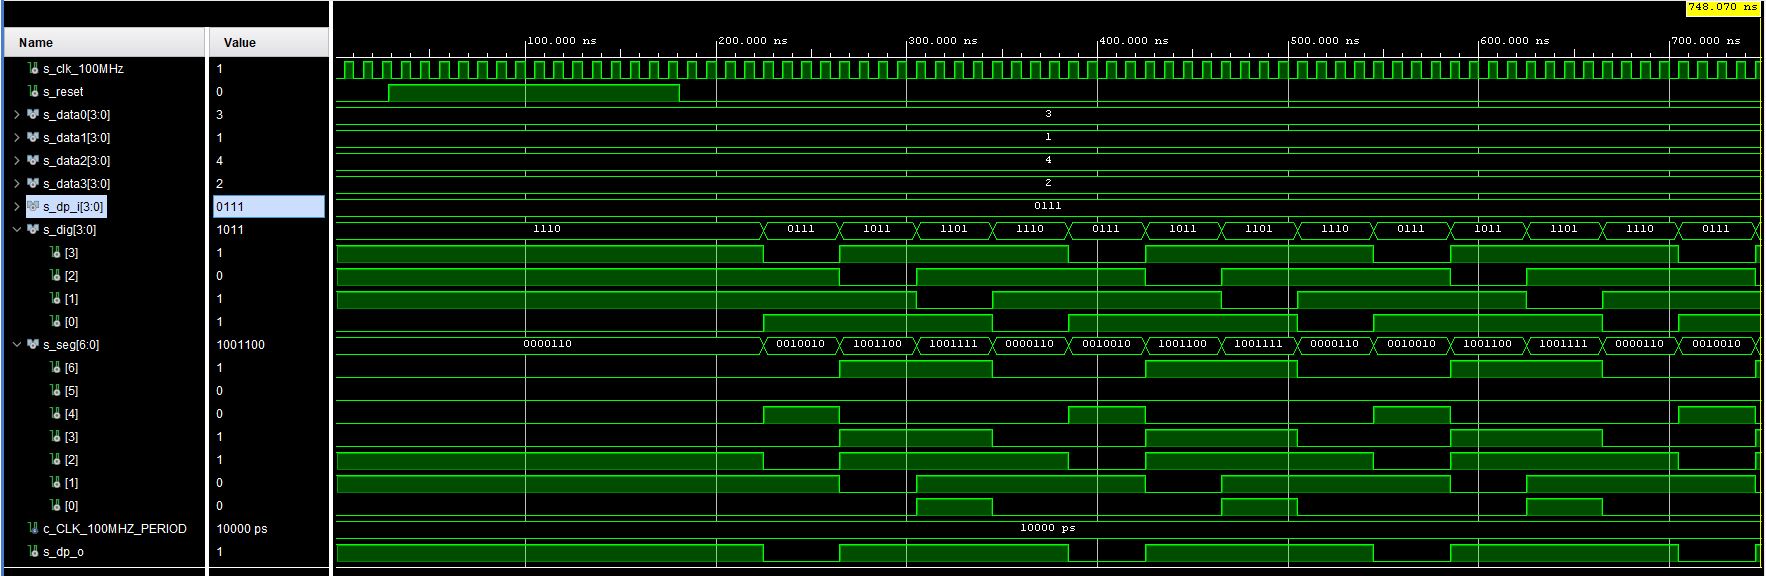 748.070 ns
Name Value
100.000 ns 200.000 ns 300.000 ns 400.000 ns 500.000 ns 600.000 ns 700.000 ns
s_clk_100MHz 1
s_reset 0
s_data0[3:0] 3 3
s_data1[3:0] 1 1
s_data2[3:0] 4 4
s_data3[3:0] 2 2
s_dp_i[3:0] 0111 0111
s_dig[3:0] 1011 1110 0111 1011 1101 1110 0111 1011 1101 1110 0111 1011 1101 1110 0111
[3] 1
[2] 0
[1] 1
[0] 1
s_seg[6:0] 1001100 0000110 0010010 1001100 1001111 0000110 0010010 1001100 1001111 0000110 0010010 1001100 1001111 0000110 0010010
[6] 1
[5] 0
[4] 0
[3] 1
[2] 1
[1] 0
[0] 0
c_CLK_100MHZ_PERIOD 10000 ps 10000 ps
s_dp_o 1